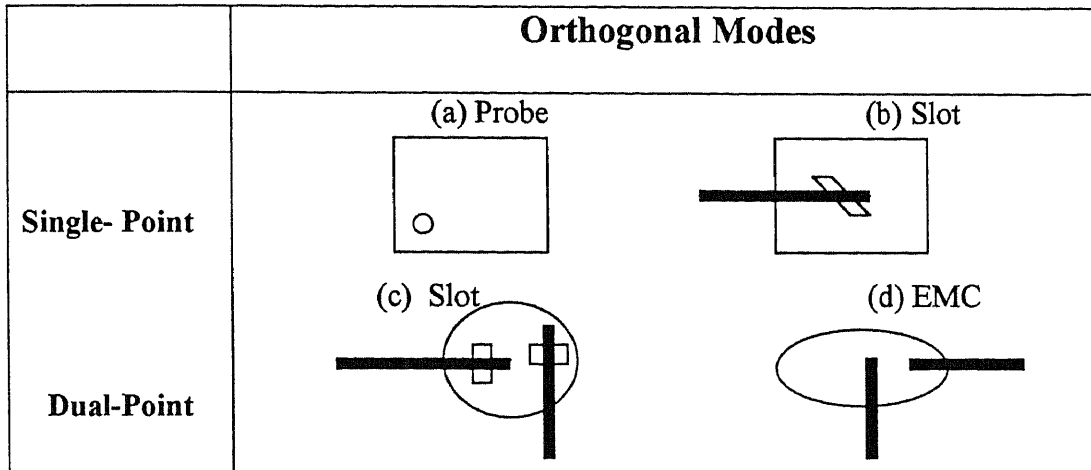 Orthogonal Modes
(a) Probe
(b) Slot
Single- Point
(c) Slot
(d) EMC
Dual-Point